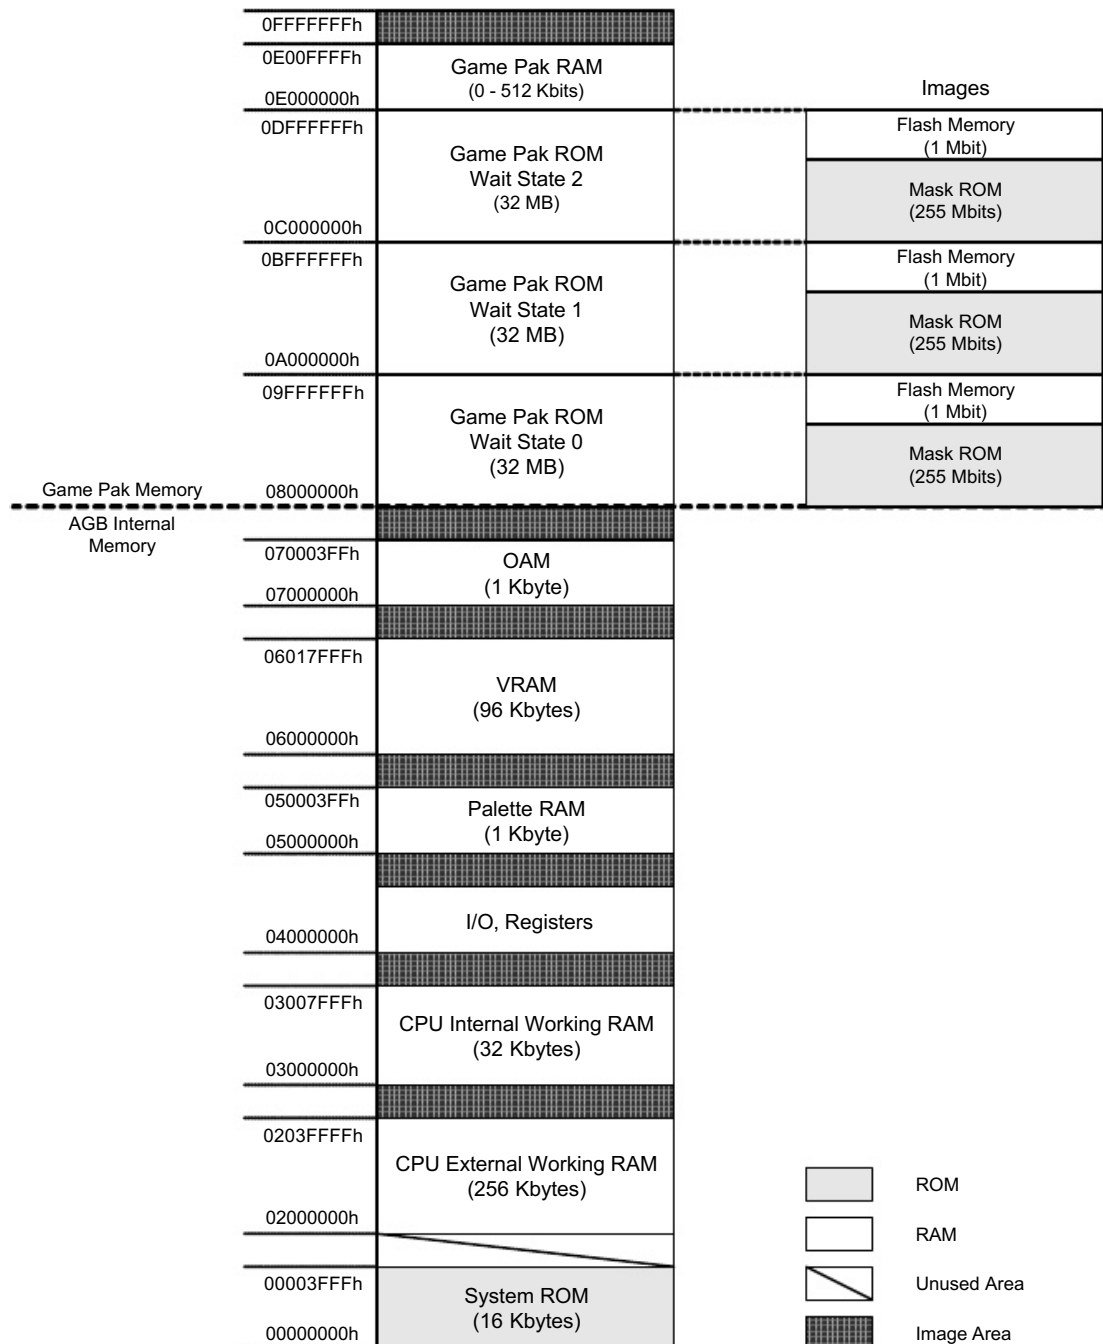 0FFFFFFFh
0E00FFFFh
Game Pak RAM
(0 - 512 Kbits)
0E000000h
Images
0DFFFFFFh
Game Pak ROM
Wait State 2
(32 MB)
0C000000h
Flash Memory
(1 Mbit)
Mask ROM
(255 Mbits)
0BFFFFFFh
Game Pak ROM
Wait State 1
(32 MB)
0A000000h
Flash Memory
(1 Mbit)
Mask ROM
(255 Mbits)
09FFFFFFh
Game Pak ROM
Wait State 0
(32 MB)
08000000h
Flash Memory
(1 Mbit)
Mask ROM
(255 Mbits)
Game Pak Memory
AGB Internal
Memory
070003FFh
OAM
(1 Kbyte)
07000000h
06017FFFh
VRAM
(96 Kbytes)
06000000h
050003FFh
Palette RAM
(1 Kbyte)
05000000h
I/O, Registers
04000000h
03007FFFh
CPU Internal Working RAM
(32 Kbytes)
03000000h
0203FFFFh
CPU External Working RAM
(256 Kbytes)
02000000h
00003FFFh
System ROM
(16 Kbytes)
00000000h
ROM
RAM
Unused Area
Image Area